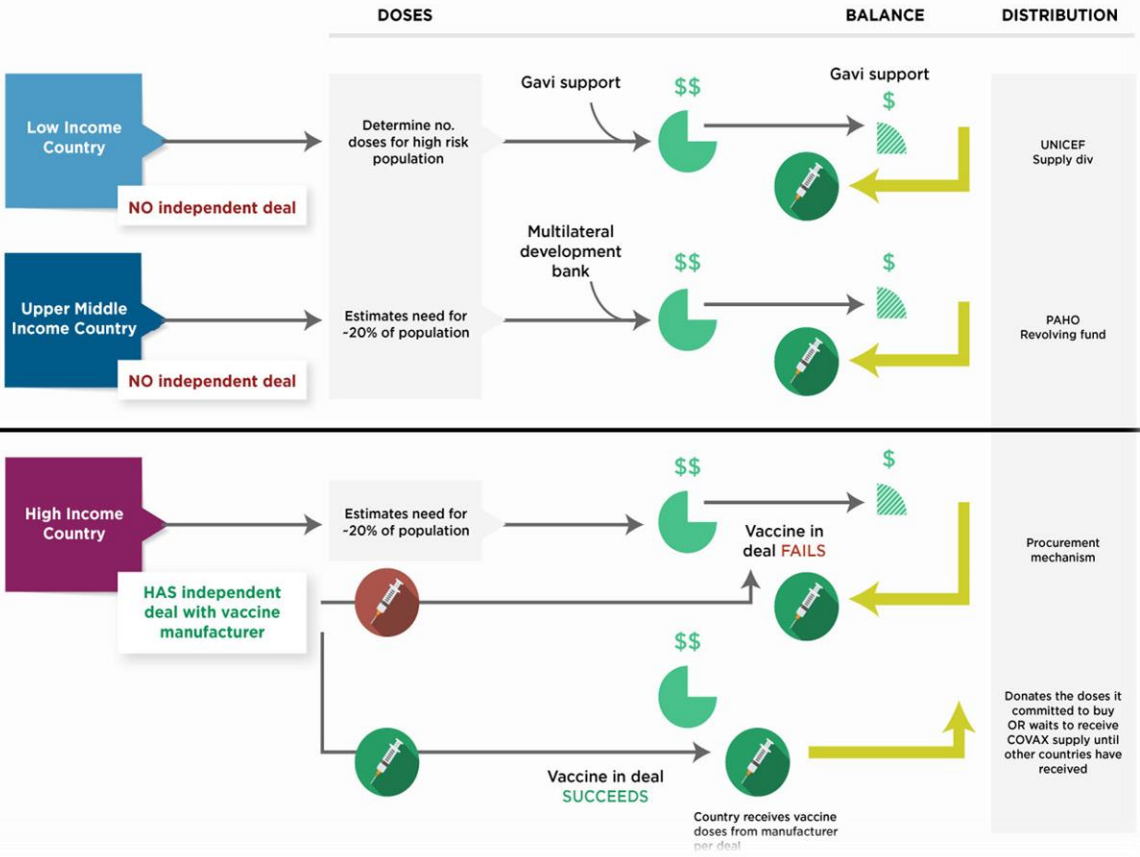 DOSES
BALANCE
DISTRIBUTION
Low Income
Country
NO independent deal
Determine no.
doses for high risk
population
Gavi support
$$
Gavi support
$
UNICEF
Supply div
Upper Middle
Income Country
NO independent deal
Estimates need for
~20% of population
Multilateral
development
bank
$$
$
PAHO
Revolving fund
High Income
Country
HAS independent
deal with vaccine
manufacturer
Estimates need for
~20% of population
$$
$
Vaccine in
deal FAILS
Procurement
mechanism
$$
Vaccine in deal
SUCCEEDS
Country receives vaccine
doses from manufacturer
per deal
Donates the doses it
committed to buy
OR waits to receive
COVAX supply until
other countries have
received